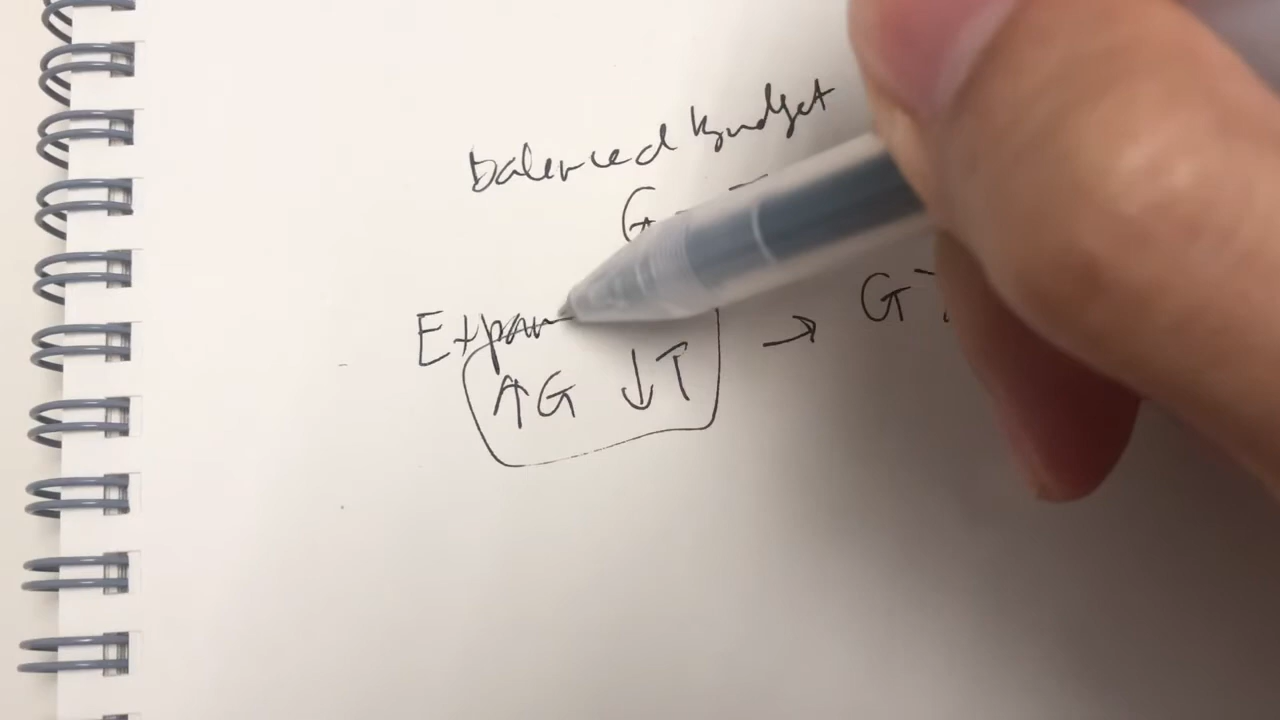 balanced Budget
G
Expan → G >
↑G ↓T